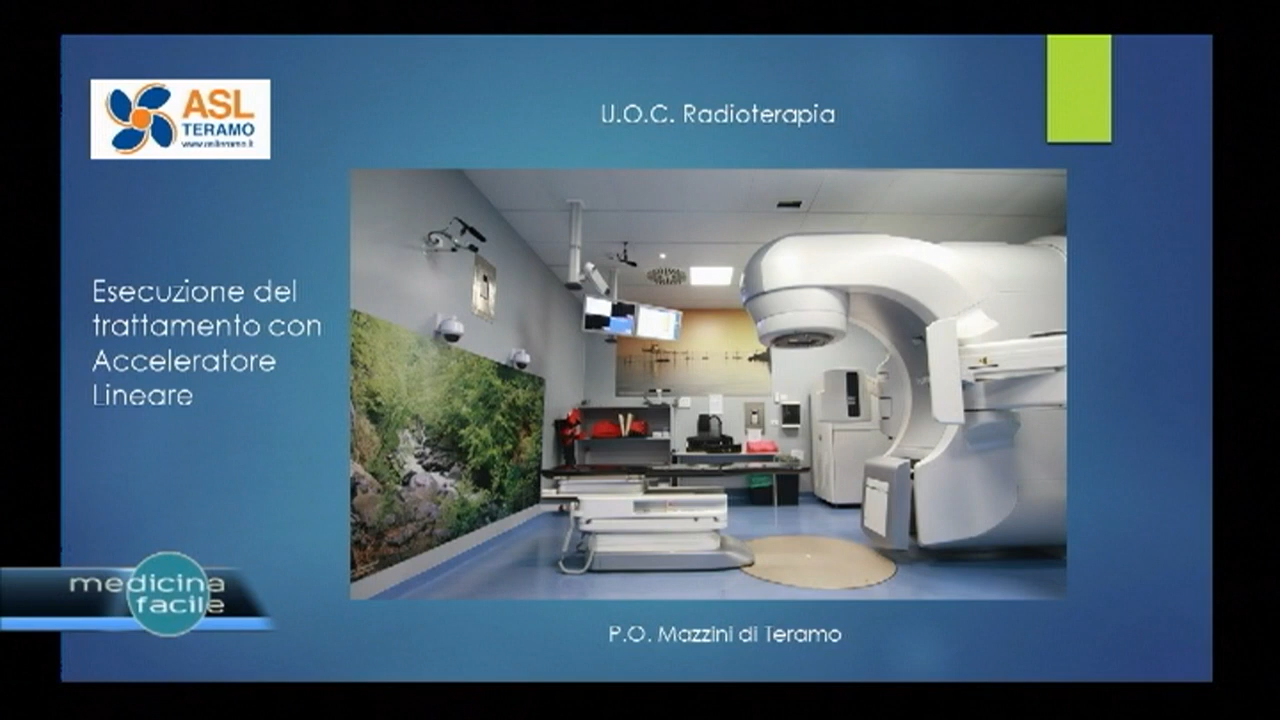 ASL
TERAMO
www.aslteramo.it
U.O.C. Radioterapia
Esecuzione del
trattamento con
Acceleratore
Lineare
medicina
facile
P.O. Mazzini di Teramo